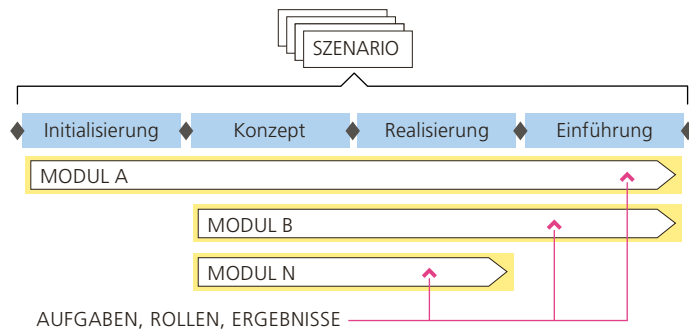 SZENARIO
Initialisierung Konzept Realisierung Einführung
MODUL A
MODUL B
MODUL N
AUFGABEN, ROLLEN, ERGEBNISSE